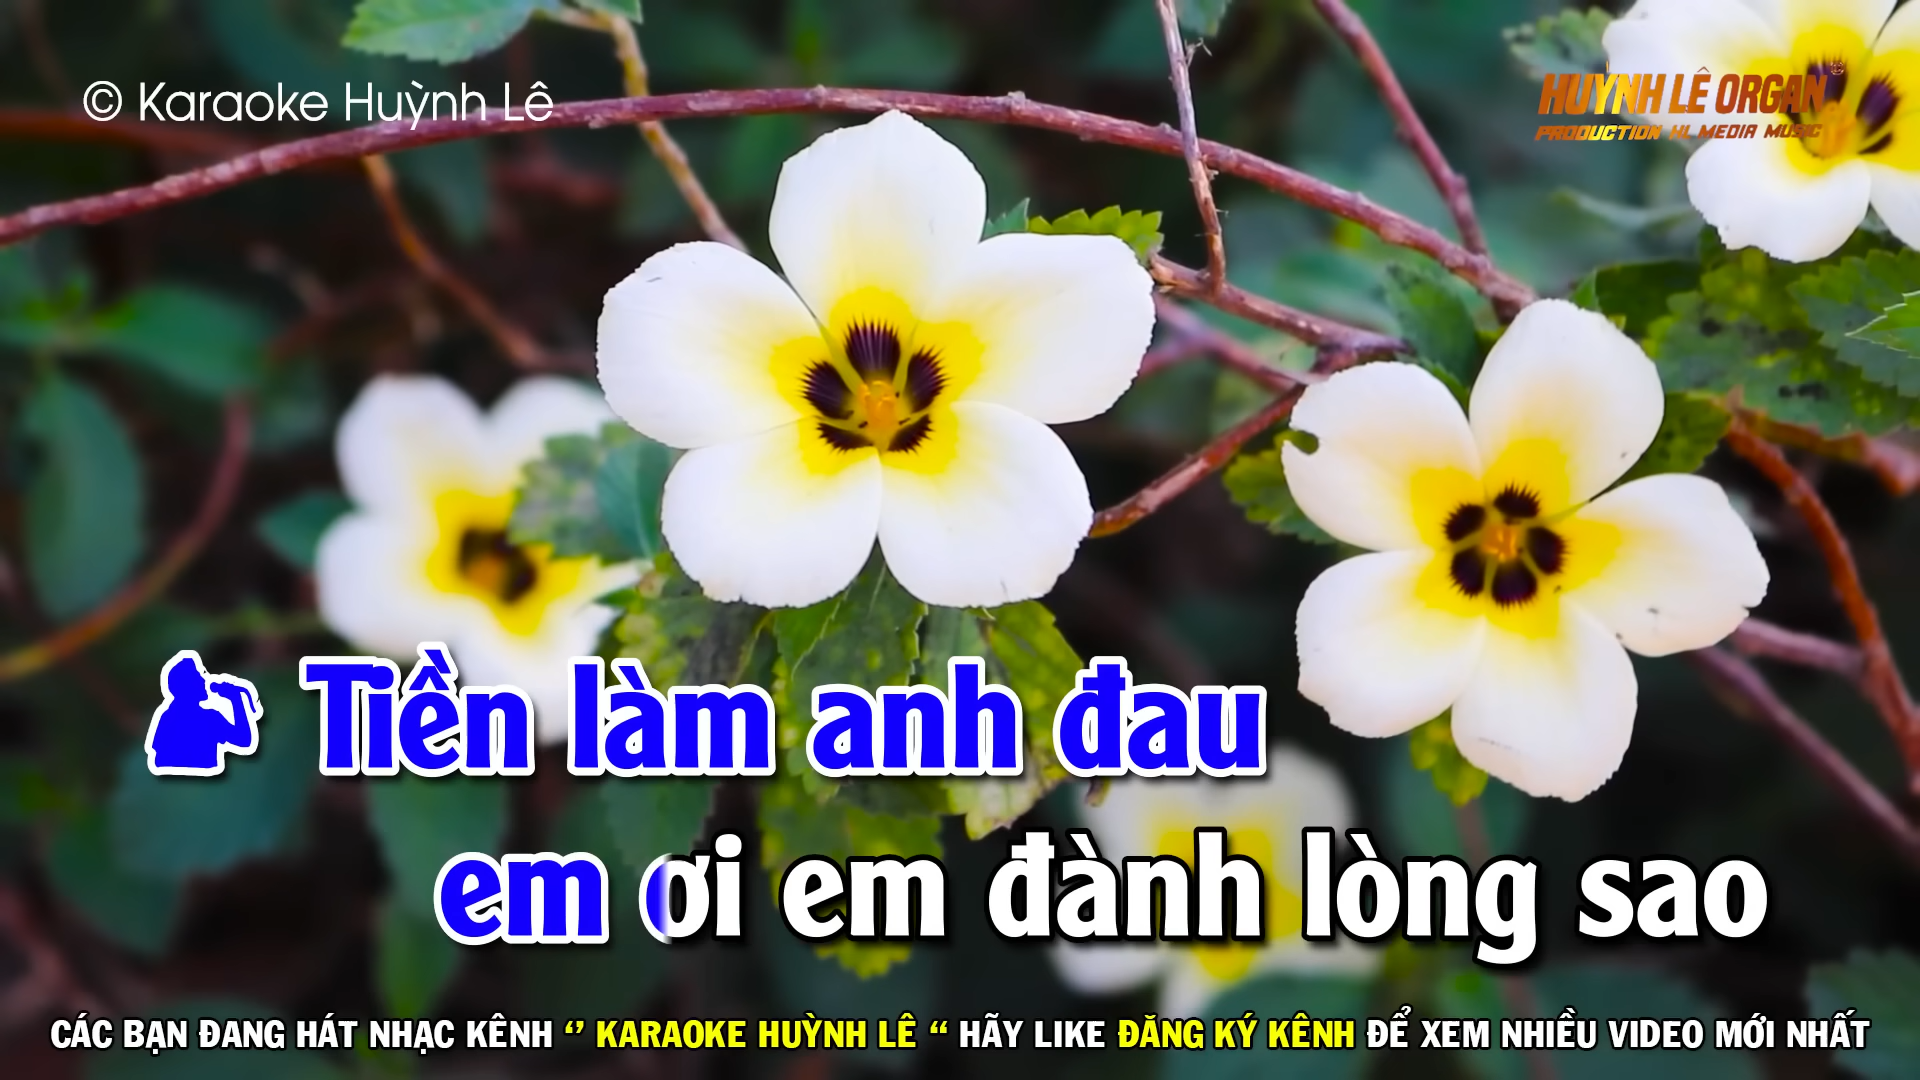 © Karaoke Huỳnh Lê
HUỲNH LÊ ORGAN
PRODUCTION HL MEDIA MUSIC
Tiền làm anh đau
em ơi em đành lòng sao
CÁC BẠN ĐANG HÁT NHẠC KÊNH ‘’ KARAOKE HUỲNH LÊ “ HÃY LIKE ĐĂNG KÝ KÊNH ĐỂ XEM NHIỀU VIDEO MỚI NHẤT